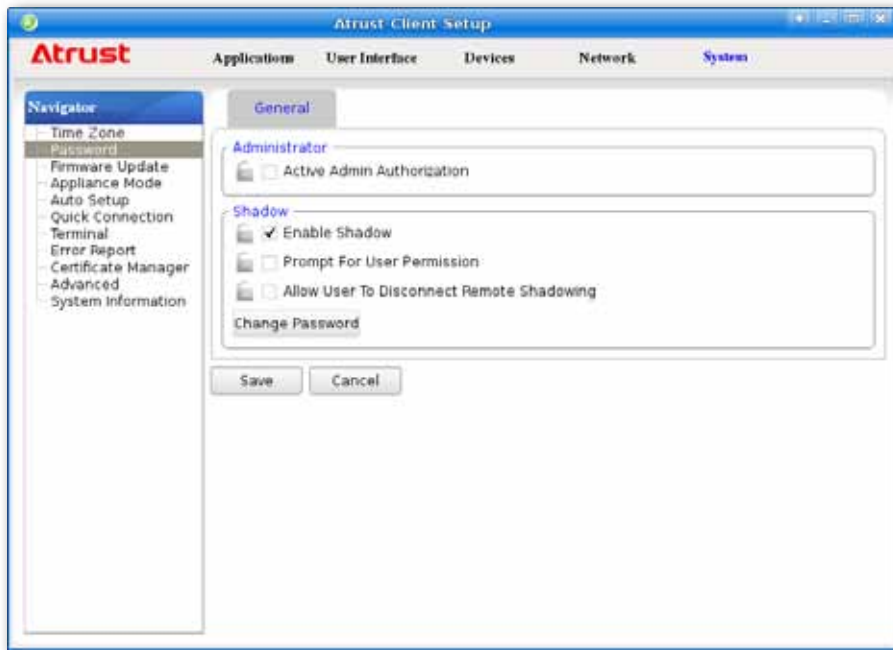 Atrust Client Setup
Atrust
Applications User Interface Devices Network System
Navigator
Time Zone
Password
Firmware Update
Appliance Mode
Auto Setup
Quick Connection
Terminal
Error Report
Certificate Manager
Advanced
System Information
General
Administrator
Active Admin Authorization
Shadow
Enable Shadow
Prompt For User Permission
Allow User To Disconnect Remote Shadowing
Change Password
Save Cancel